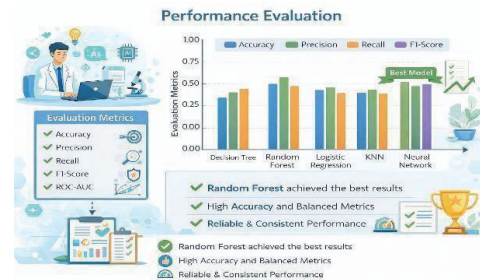 Performance Evaluation
AI
Accuracy Precision Recall F1-Score
Evaluation Metrics
1.00
0.75
0.50
0.25
0.00
0.00
Best Model
Decision Tree
Random Forest
Logistic Regression
KNN
Neural Network
Evaluation Metrics
Accuracy
Precision
Recall
F1-Score
ROC-AUC
Random Forest achieved the best results
High Accuracy and Balanced Metrics
Reliable & Consistent Performance
Random Forest achieved the best results
High Accuracy and Balanced Metrics
Reliable & Consistent Performance